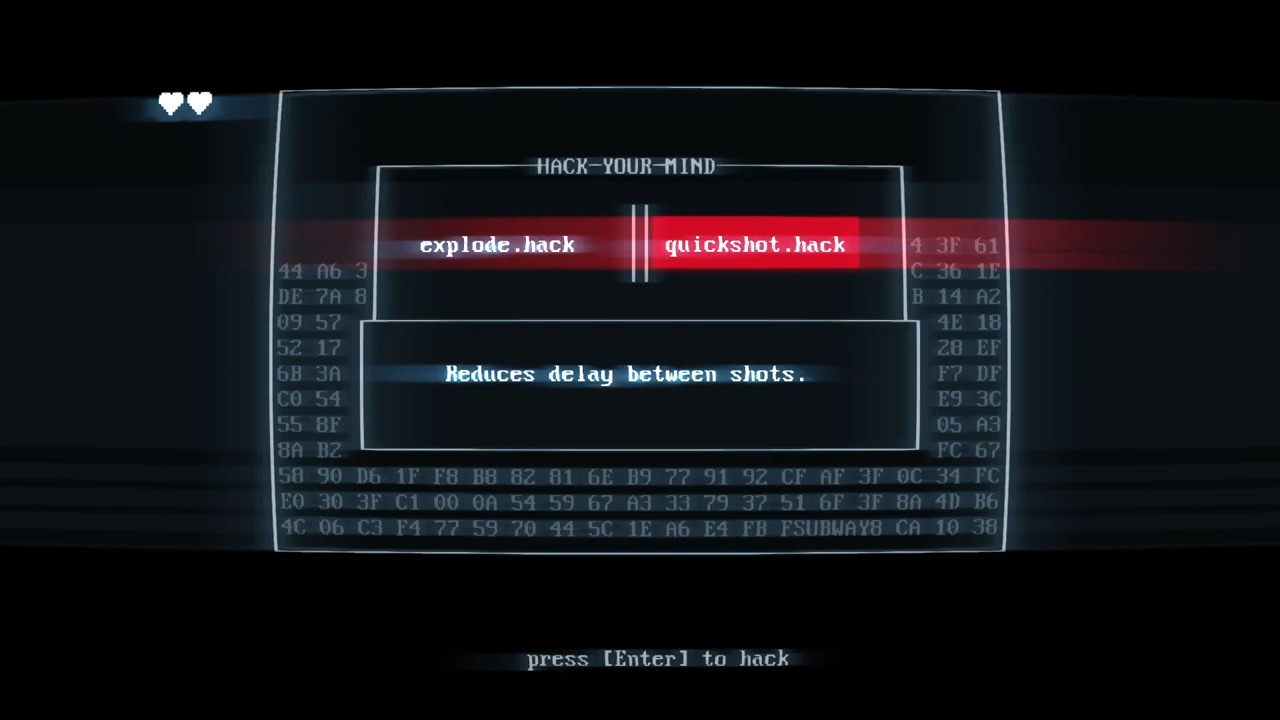 HACK-YOUR-MIND
explode.hack quickshot.hack
4 3F 61
44 A6 3 C 36 1E
DE 7A 8 B 14 A2
09 57 4E 18
52 17 28 EF
6B 3A F7 DF
C0 54 E9 3C
55 8F 05 A3
8A B2 FC 67
Reduces delay between shots.
58 90 D6 1F F8 B8 82 81 6E B9 77 91 92 CF AF 3F 0C 34 FC
E0 30 3F C1 00 0A 54 59 67 A3 33 79 37 51 6F 3F 8A 4D B6
4C 06 C3 F4 77 59 70 44 5C 1E A6 E4 FB FSUBWAY8 CA 10 38
press [Enter] to hack